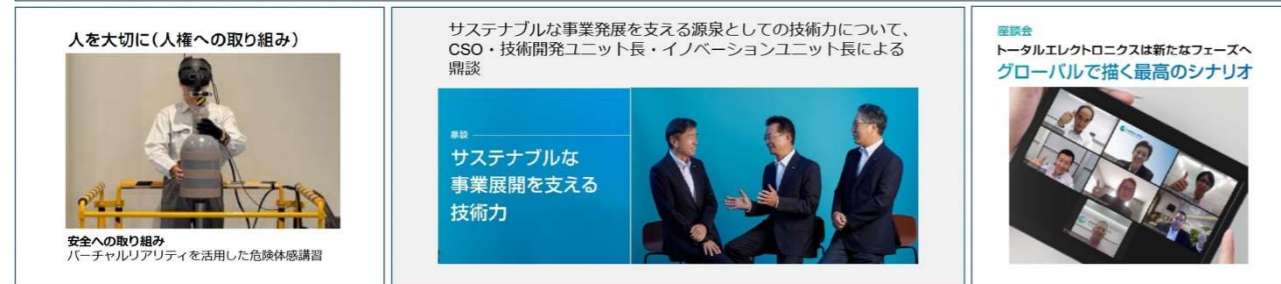 人を大切に(人権への取り組み)
安全への取り組み
バーチャルリアリティを活用した危険体感講習
サステナブルな事業発展を支える源泉としての技術力について、
CSO・技術開発ユニット長・イノベーションユニット長による
鼎談
鼎談
サステナブルな
事業展開を支える
技術力
座談会
トータルエレクトロニクスは新たなフェーズへ
グローバルで描く最高のシナリオ